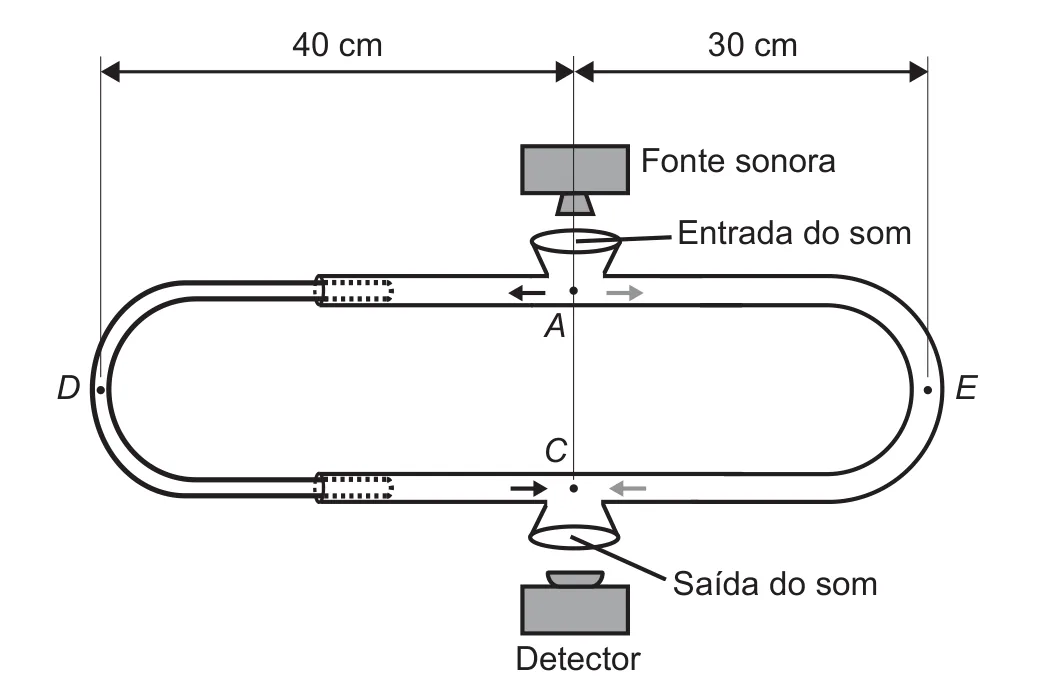 40 cm
30 cm
Fonte sonora
Entrada do som
A
D
E
C
Saída do som
Detector